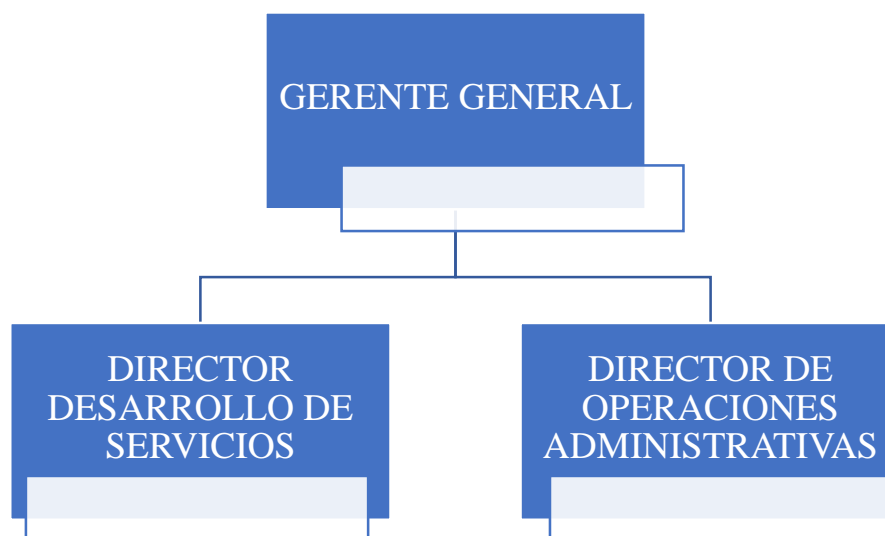 GERENTE GENERAL
DIRECTOR
DESARROLLO DE
SERVICIOS
DIRECTOR DE
OPERACIONES
ADMINISTRATIVAS